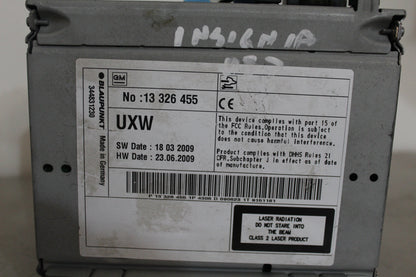 INSIGNIA
GM
BLAUPUNKT
Made in Germany
344831230
No :13 326 455
UXW
SW Date : 18 03 2009
HW Date : 23.06.2009
CE
This device complies with part 15 of
the FCC Rules.Operation is subject
to the condition that this device
does not cause harmful interference.
Product complies with DHHS Rules 21
CFR,Subchapter J in effect as of date
of manufacture.
LASER RADIATION
DO NOT STARE INTO
THE BEAM
CLASS 2 LASER PRODUCT